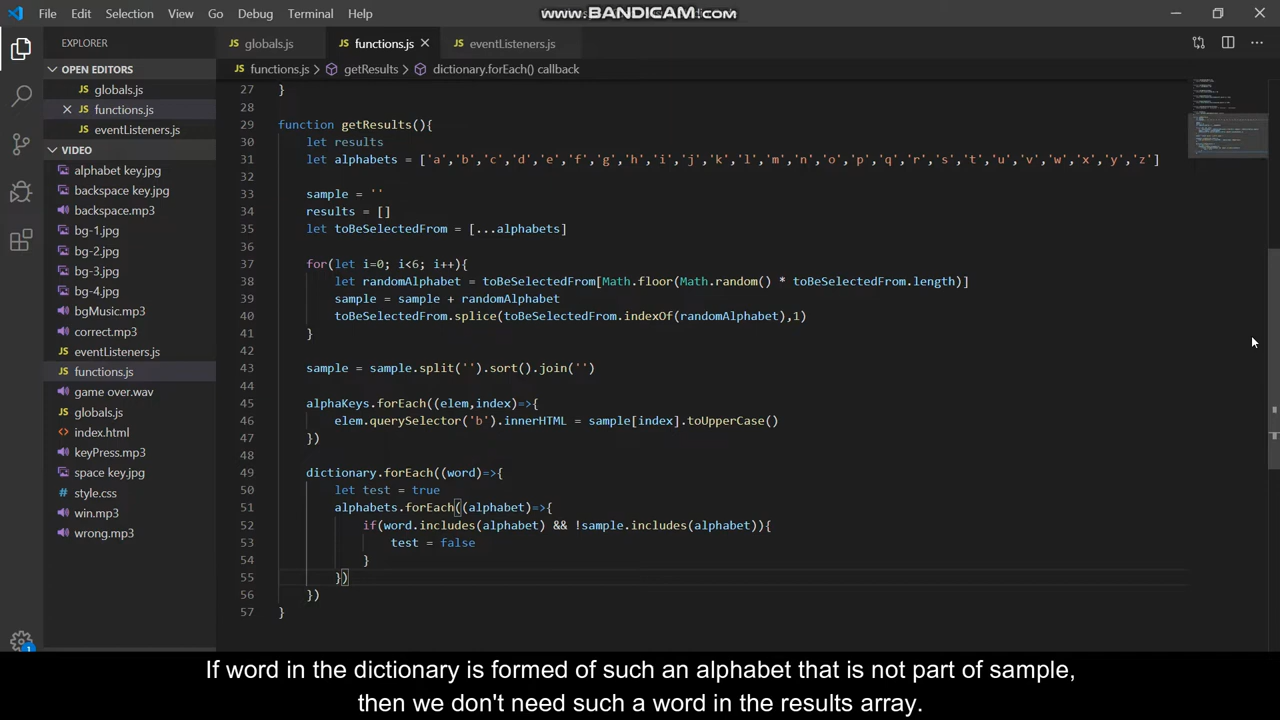 File Edit Selection View Go Debug Terminal Help
www.BANDICAM.com
EXPLORER
globals.js
functions.js
eventListeners.js
OPEN EDITORS
globals.js
functions.js
eventListeners.js
VIDEO
alphabet key.jpg
backspace key.jpg
backspace.mp3
bg-1.jpg
bg-2.jpg
bg-3.jpg
bg-4.jpg
bgMusic.mp3
correct.mp3
eventListeners.js
functions.js
game over.wav
globals.js
index.html
keyPress.mp3
space key.jpg
style.css
win.mp3
wrong.mp3
functions.js > getResults > dictionary.forEach() callback
27 }
28
29 function getResults(){
30 let results
31 let alphabets = ['a','b','c','d','e','f','g','h','i','j','k','l','m','n','o','p','q','r','s','t','u','v','w','x','y','z']
32
33 sample = ''
34 results = []
35 let toBeSelectedFrom = [...alphabets]
36
37 for(let i=0; i<6; i++){
38 let randomAlphabet = toBeSelectedFrom[Math.floor(Math.random() * toBeSelectedFrom.length)]
39 sample = sample + randomAlphabet
40 toBeSelectedFrom.splice(toBeSelectedFrom.indexOf(randomAlphabet),1)
41 }
42
43 sample = sample.split('').sort().join('')
44
45 alphaKeys.forEach((elem,index)=>{
46 elem.querySelector('b').innerHTML = sample[index].toUpperCase()
47 })
48
49 dictionary.forEach((word)=>{
50 let test = true
51 alphabets.forEach((alphabet)=>{
52 if(word.includes(alphabet) && !sample.includes(alphabet)){
53 test = false
54 }
55 })
56 })
57 }
If word in the dictionary is formed of such an alphabet that is not part of sample,
then we don't need such a word in the results array.